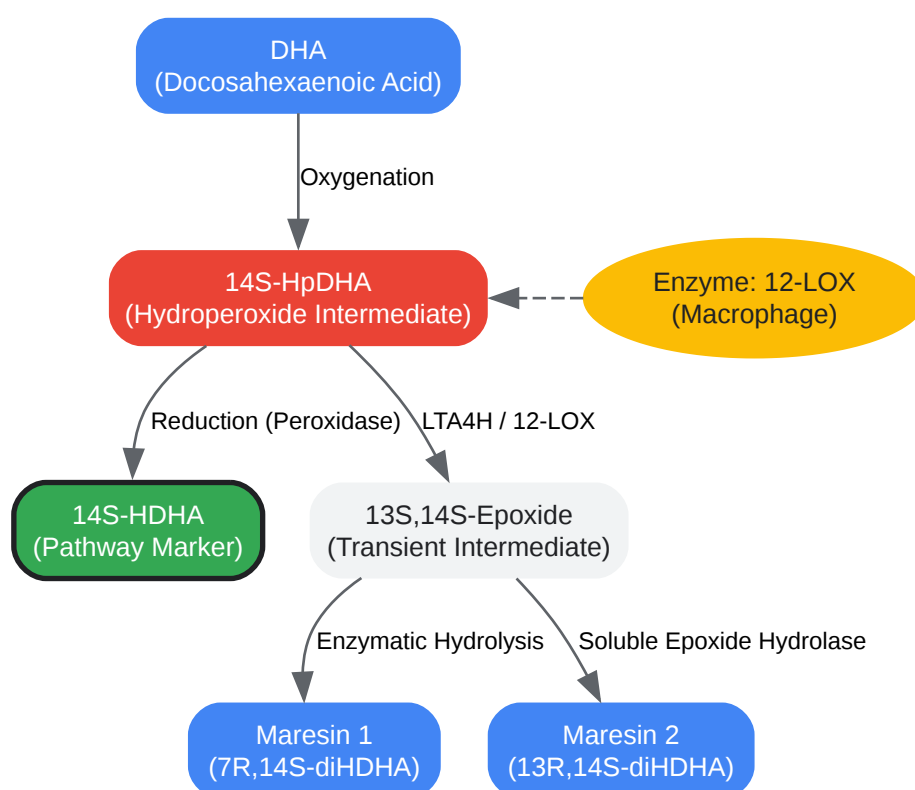 DHA
(Docosahexaenoic Acid)
Oxygenation
14S-HpDHA
(Hydroperoxide Intermediate)
Enzyme: 12-LOX
(Macrophage)
Reduction (Peroxidase)
LTA4H / 12-LOX
14S-HDHA
(Pathway Marker)
13S,14S-Epoxide
(Transient Intermediate)
Enzymatic Hydrolysis
Soluble Epoxide Hydrolase
Maresin 1
(7R,14S-diHDHA)
Maresin 2
(13R,14S-diHDHA)